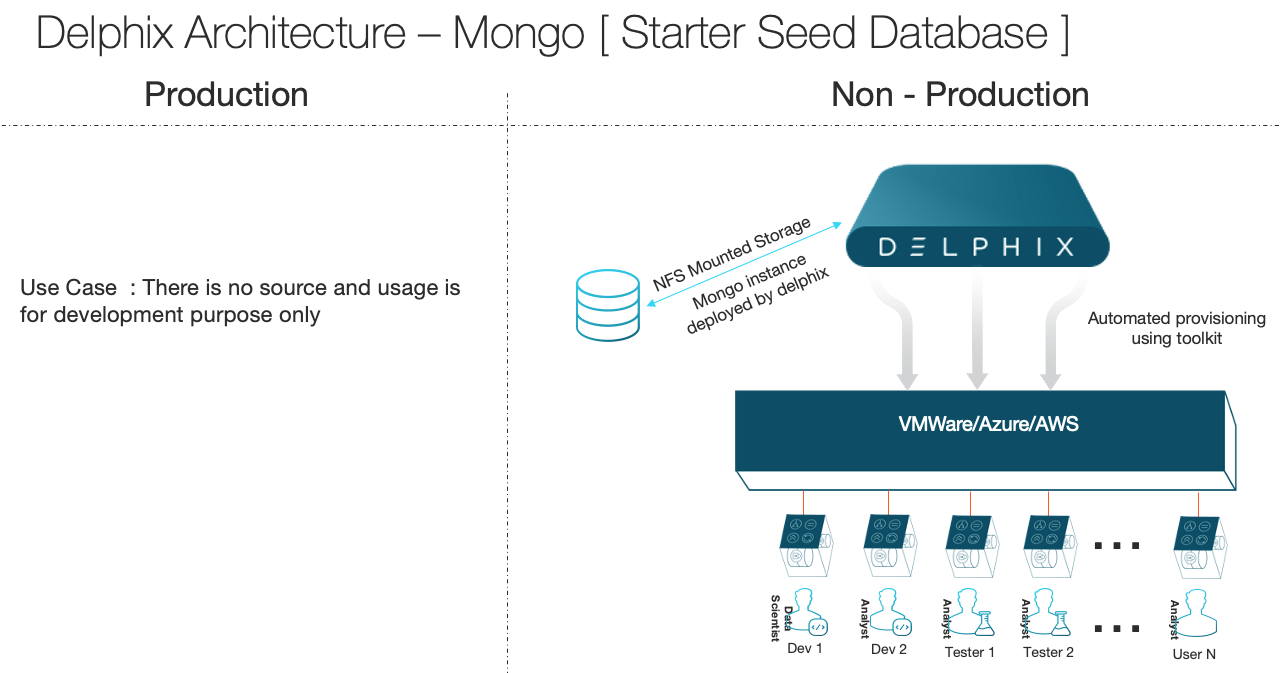 Delphix Architecture – Mongo [ Starter Seed Database ]
Production
Non - Production
Use Case  : There is no source and usage is
for development purpose only
DELPHIX
NFS Mounted Storage
Mongo instance
deployed by delphix
Automated provisioning
using toolkit
VMWare/Azure/AWS
Data
Scientist
Analyst
Analyst
Analyst
Analyst
Dev 1
Dev 2
Tester 1
Tester 2
User N